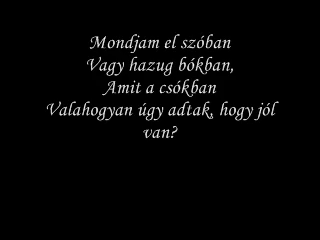 Mondjam el szóban
Vagy hazug bókban,
Amit a csókban
Valahogyan úgy adtak, hogy jól
van?